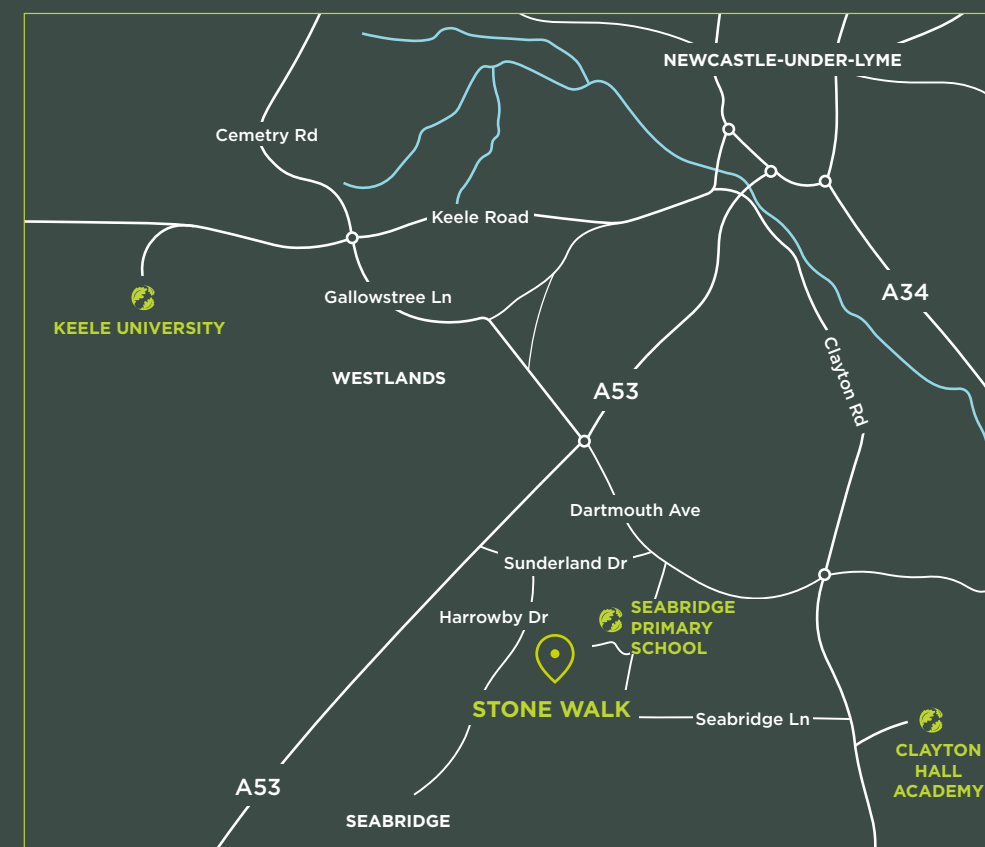 NEWCASTLE-UNDER-LYME
Cemetry Rd
Keele Road
A34
Gallowstree Ln
KEELE UNIVERSITY
WESTLANDS
A53
Clayton Rd
Dartmouth Ave
Sunderland Dr
Harrowby Dr
SEABRIDGE
PRIMARY
SCHOOL
STONE WALK
Seabridge Ln
CLAYTON
HALL
ACADEMY
A53
SEABRIDGE